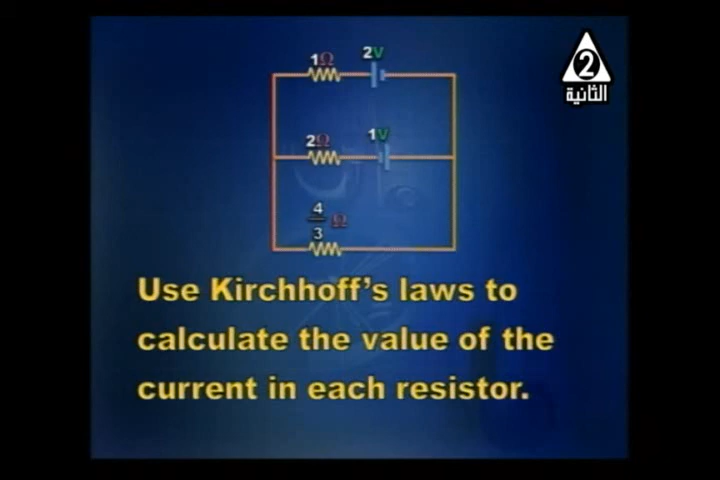 2
الثانية
1Ω 2V
2Ω 1V
4
3 Ω
Use Kirchhoff's laws to
calculate the value of the
current in each resistor.